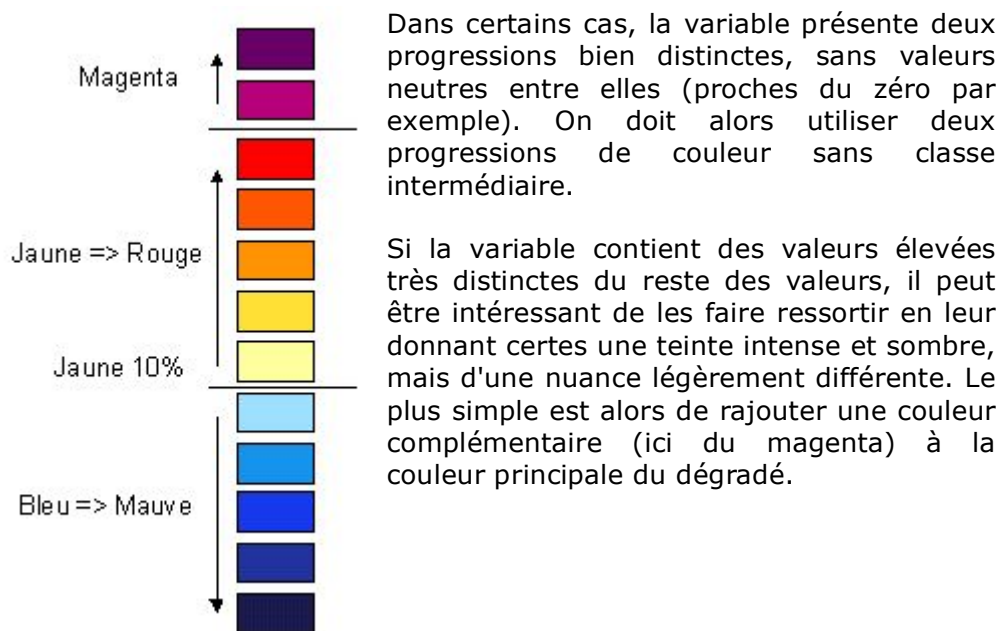 Magenta
Jaune => Rouge
Jaune 10%
Bleu => Mauve
Dans certains cas, la variable présente deux
progressions bien distinctes, sans valeurs
neutres entre elles (proches du zéro par
exemple). On doit alors utiliser deux
progressions de couleur sans classe
intermédiaire.
Si la variable contient des valeurs élevées
très distinctes du reste des valeurs, il peut
être intéressant de les faire ressortir en leur
donnant certes une teinte intense et sombre,
mais d'une nuance légèrement différente. Le
plus simple est alors de rajouter une couleur
complémentaire (ici du magenta) à la
couleur principale du dégradé.